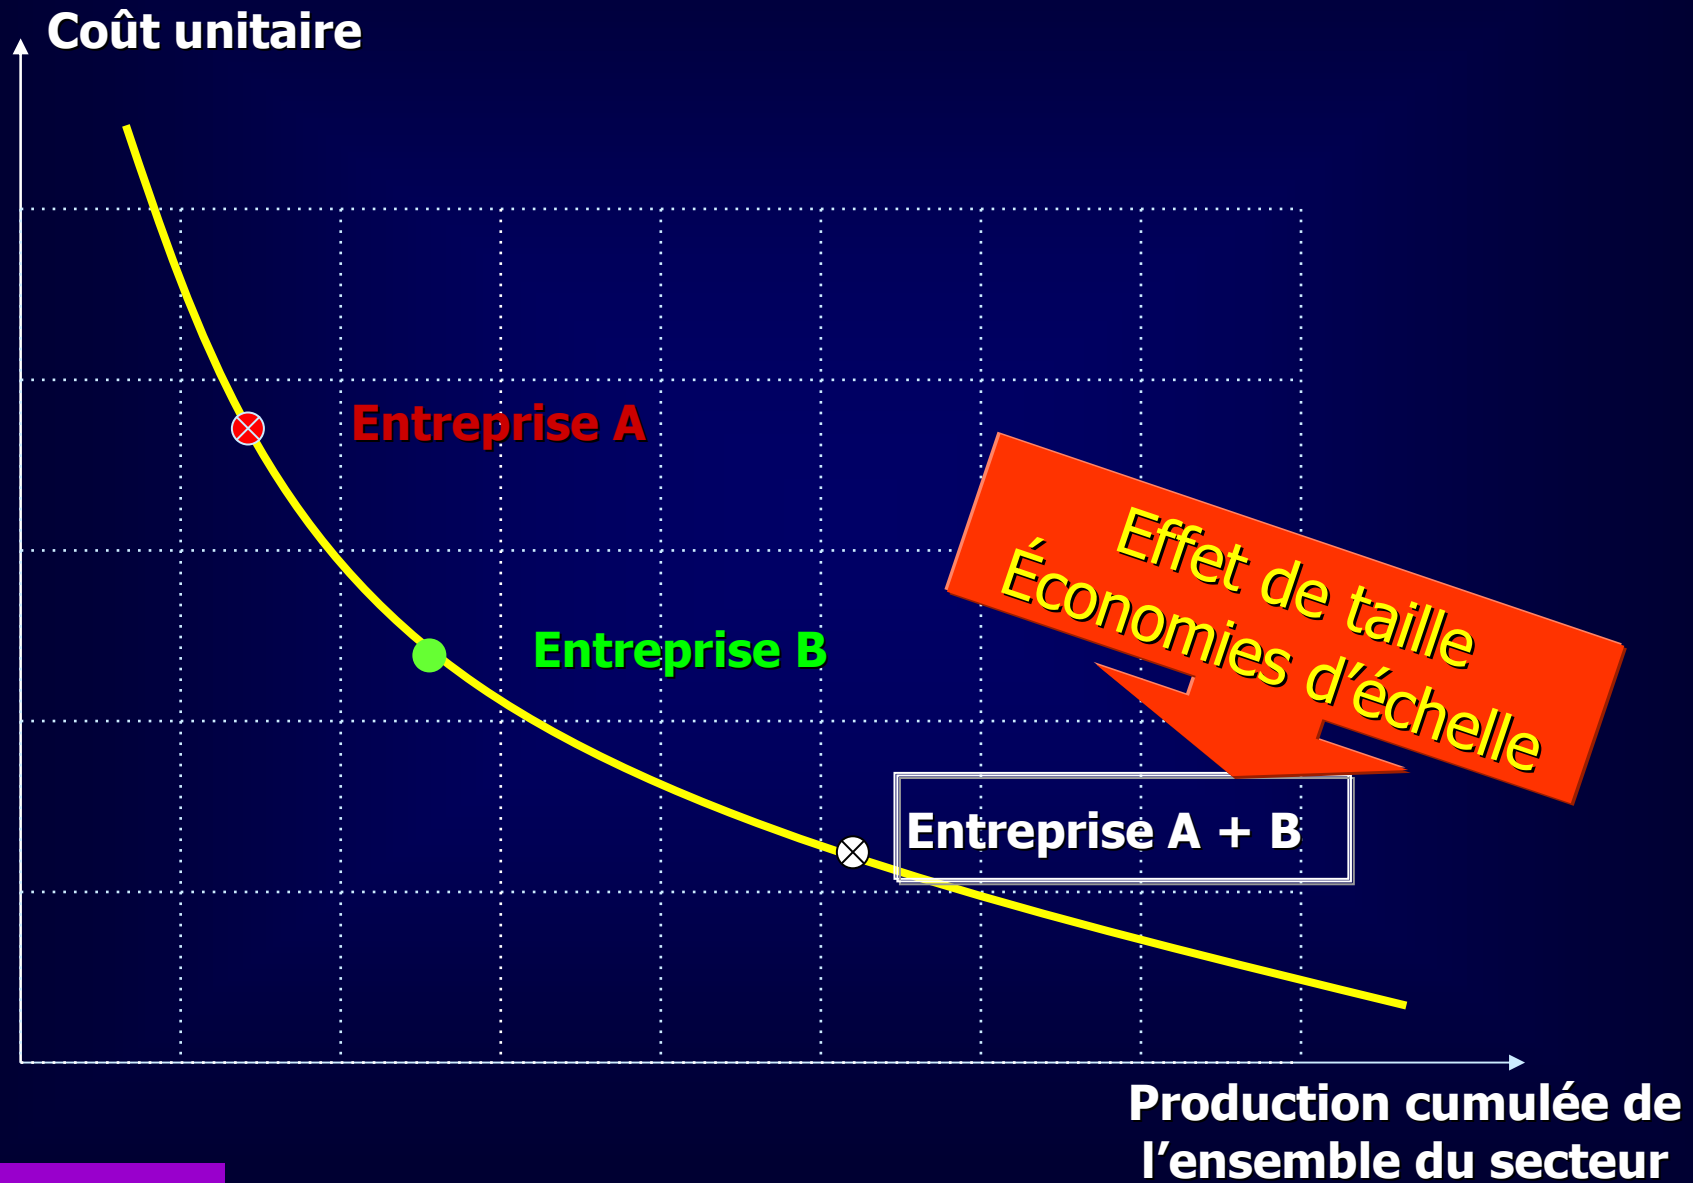 Coût unitaire
Entreprise A
Effet de taille
Économies d’échelle
Entreprise B
Entreprise A + B
Production cumulée de
l’ensemble du secteur